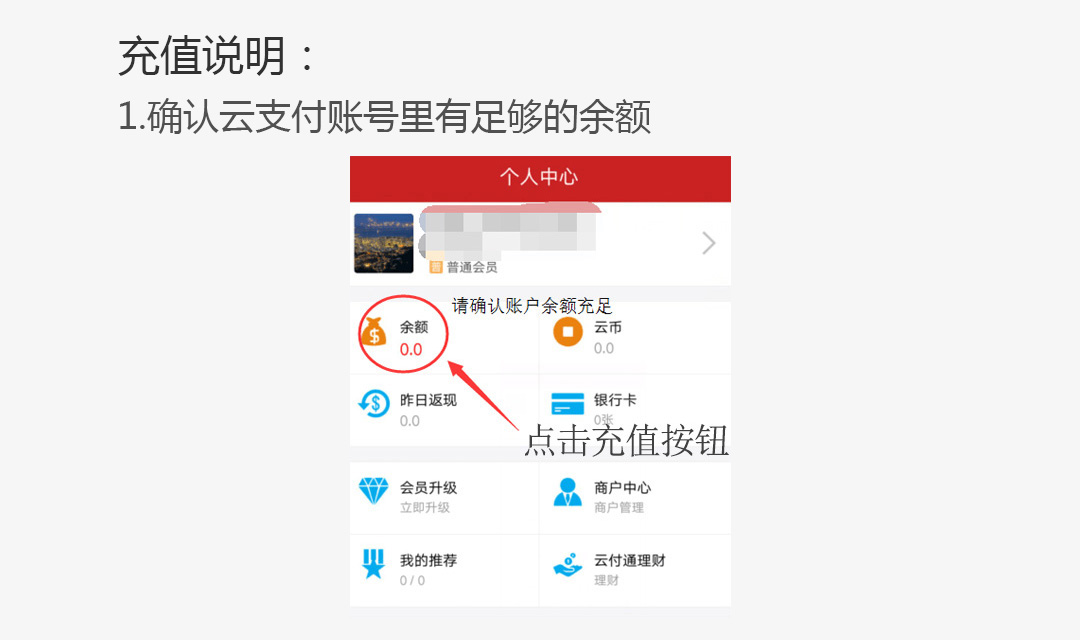 充值说明：
1.确认云支付账号里有足够的余额
个人中心
普通会员
请确认账户余额充足
余额
0.0
云币
0.0
昨日返现
0.0
银行卡
0张
点击充值按钮
会员升级
立即升级
商户中心
商户管理
我的推荐
0 / 0
云付通理财
理财